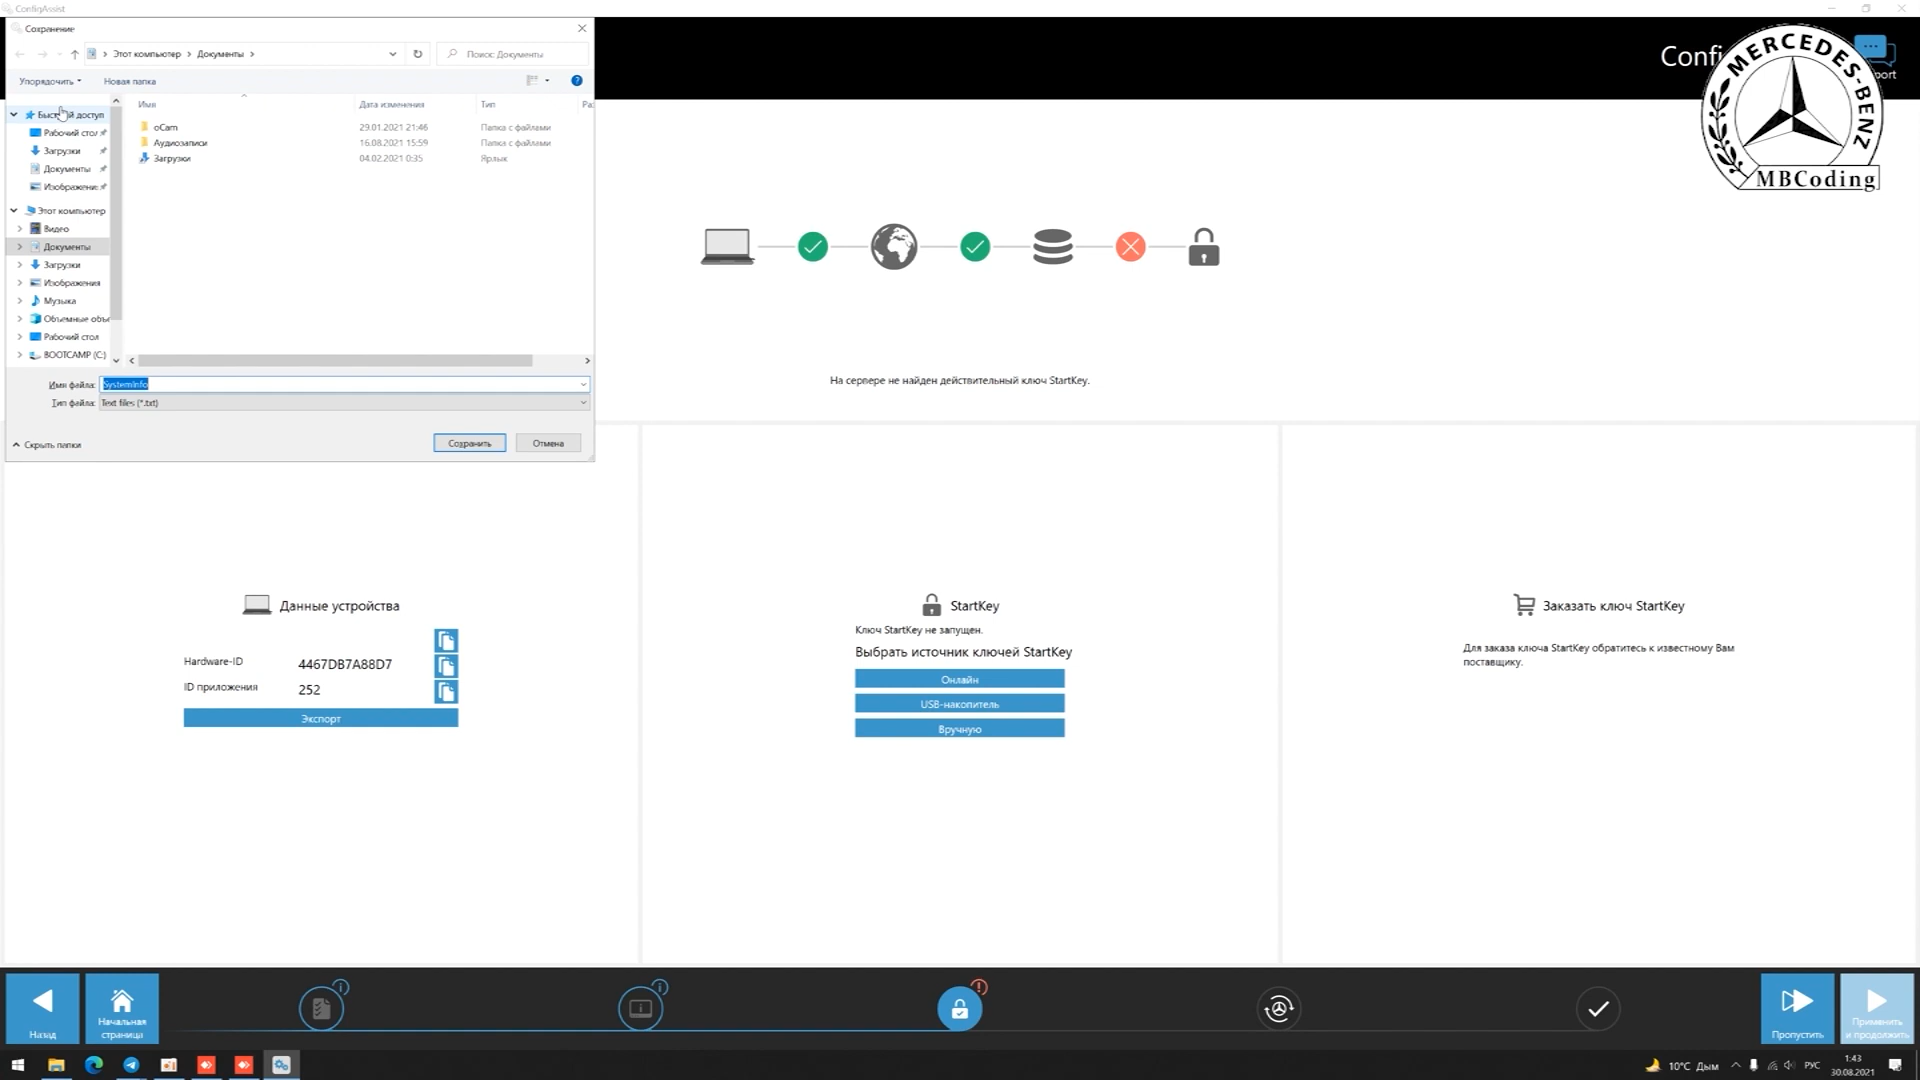 ConfigAssist
Сохранение
Этот компьютер
Документы
Поиск: Документы
Упорядочить
Новая папка
Имя
Дата изменения
Тип
Ра:
Быстрый доступ
Рабочий стол
Загрузки
Документы
Изображени:
Этот компьютер
Видео
Документы
Загрузки
Изображения
Музыка
Объемные объе
Рабочий стол
BOOTCAMP (C:)
oCam
29.01.2021 21:46
Папка с файлами
Аудиозаписи
16.08.2021 15:59
Папка с файлами
Загрузки
04.02.2021 0:35
Ярлык
Имя файла:
SystemInfo
Тип файла:
Text files (*.txt)
Скрыть папки
Сохранить
Отмена
Confi
port
MERCEDES-BENZ
MBCoding
На сервере не найден действительный ключ StartKey.
Данные устройства
Hardware-ID
4467DB7A88D7
ID приложения
252
Экспорт
StartKey
Ключ StartKey не запущен.
Выбрать источник ключей StartKey
Онлайн
USB-накопитель
Вручную
Заказать ключ StartKey
Для заказа ключа StartKey обратитесь к известному Вам
поставщику.
Назад
Начальная
страница
Пропустить
Применить
и продолжить
10°C Дым
РУС
1:43
30.08.2021